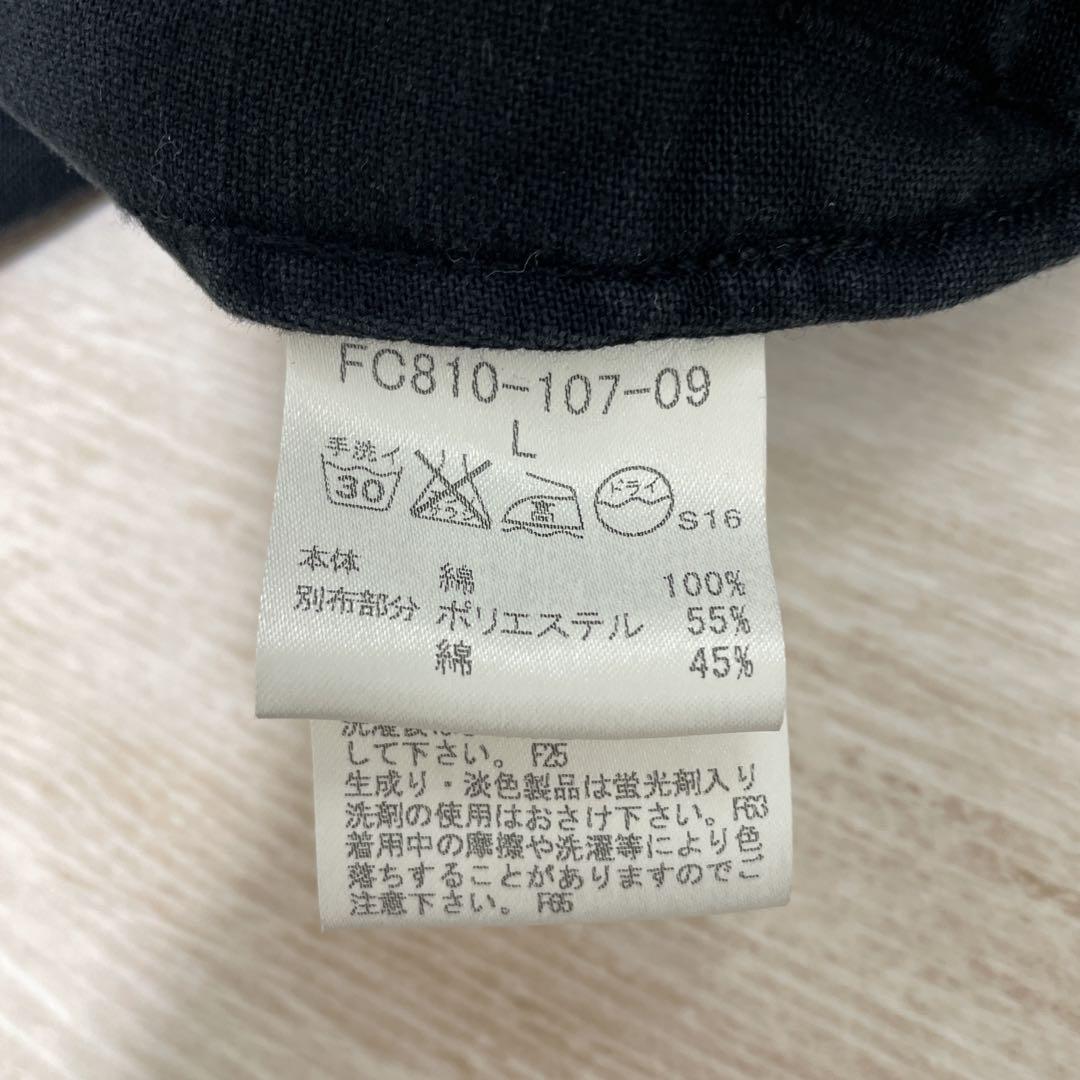 FC810-107-09
L
手洗イ
30
エンソ
高
ドライ
S16
本体 綿 100%
別布部分 ポリエステル 55%
綿 45%
して下さい。 F25
生成り・淡色製品は蛍光剤入り
洗剤の使用はおさけ下さい。F63
着用中の摩擦や洗濯等により色
落ちすることがありますのでご
注意下さい。 F65